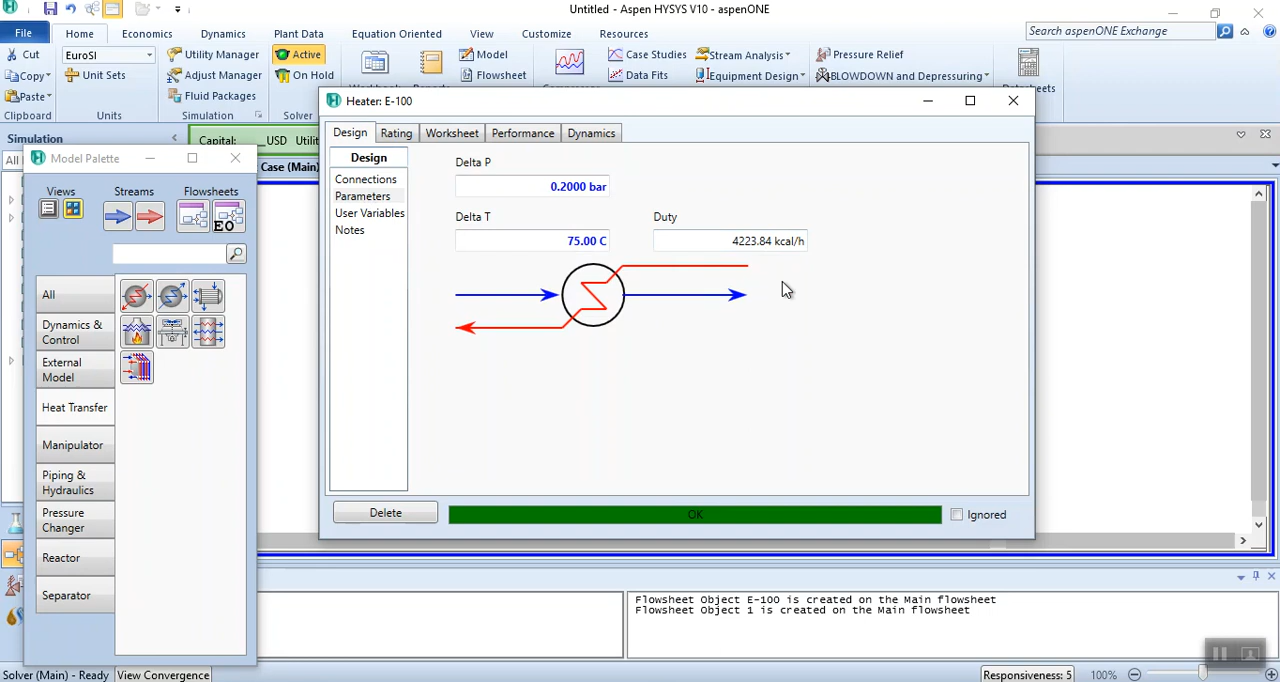 Untitled - Aspen HYSYS V10 - aspenONE
File Home Economics Dynamics Plant Data Equation Oriented View Customize Resources
Search aspenONE Exchange
Cut
Copy
Paste
Clipboard
EuroSI
Unit Sets
Units
Utility Manager
Adjust Manager
Fluid Packages
Simulation
Active
On Hold
Solver
Model
Flowsheet
Case Studies
Data Fits
Stream Analysis
Equipment Design
Pressure Relief
BLOWDOWN and Depressuring
Datasheets
Simulation
All
Capital: USD Utilit
Case (Main)
Model Palette
Views Streams Flowsheets
EO
All
Dynamics &
Control
External
Model
Heat Transfer
Manipulator
Piping &
Hydraulics
Pressure
Changer
Reactor
Separator
Heater: E-100
Design Rating Worksheet Performance Dynamics
Design
Connections
Parameters
User Variables
Notes
Delta P
0.2000 bar
Delta T
75.00 C
Duty
4223.84 kcal/h
Delete
OK
Ignored
Flowsheet Object E-100 is created on the Main flowsheet
Flowsheet Object 1 is created on the Main flowsheet
Solver (Main) - Ready
View Convergence
Responsiveness: 5
100%